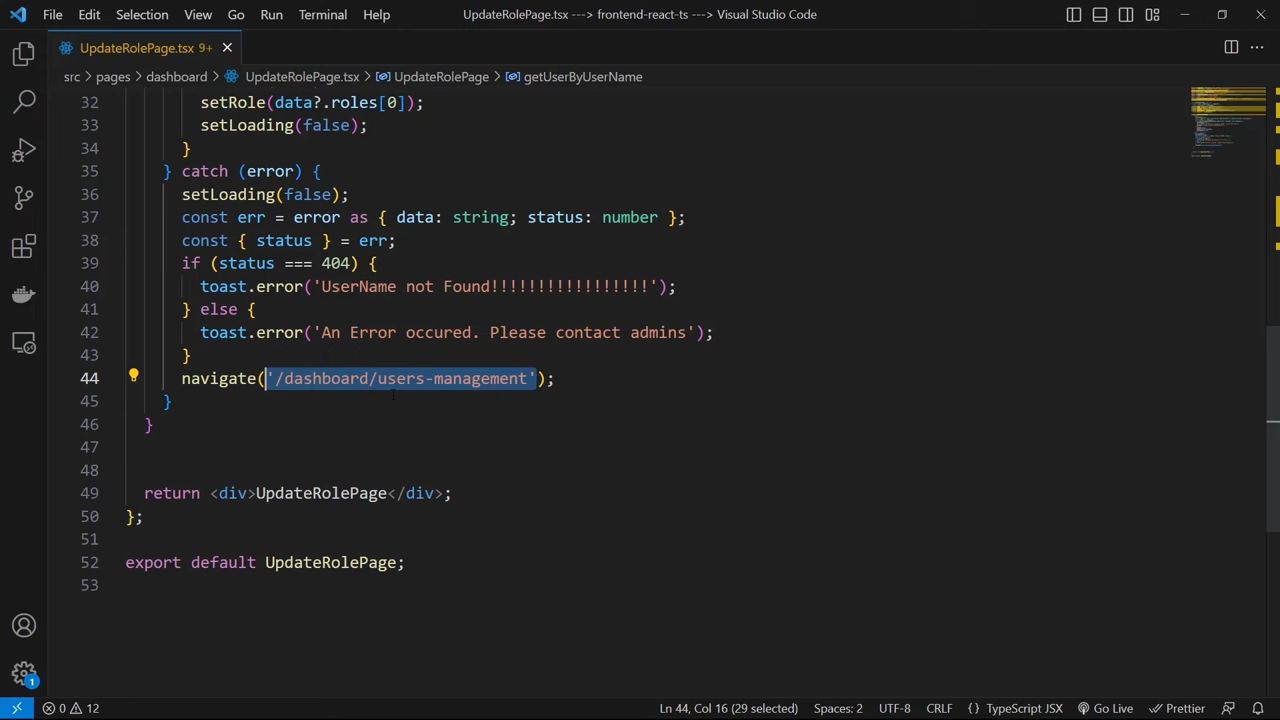 File Edit Selection View Go Run Terminal Help UpdateRolePage.tsx ---> frontend-react-ts ---> Visual Studio Code
UpdateRolePage.tsx 9+
src > pages > dashboard > UpdateRolePage.tsx > UpdateRolePage > getUserByUserName
32 setRole(data?.roles[0]);
33 setLoading(false);
34 }
35 } catch (error) {
36 setLoading(false);
37 const err = error as { data: string; status: number };
38 const { status } = err;
39 if (status === 404) {
40 toast.error('UserName not Found!!!!!!!!!!!!!!!!!');
41 } else {
42 toast.error('An Error occured. Please contact admins');
43 }
44 navigate('/dashboard/users-management');
45 }
46 }
47
48
49 return <div>UpdateRolePage</div>;
50 };
51
52 export default UpdateRolePage;
53
1
0 12 Ln 44, Col 16 (29 selected) Spaces: 2 UTF-8 CRLF {} TypeScript JSX Go Live Prettier